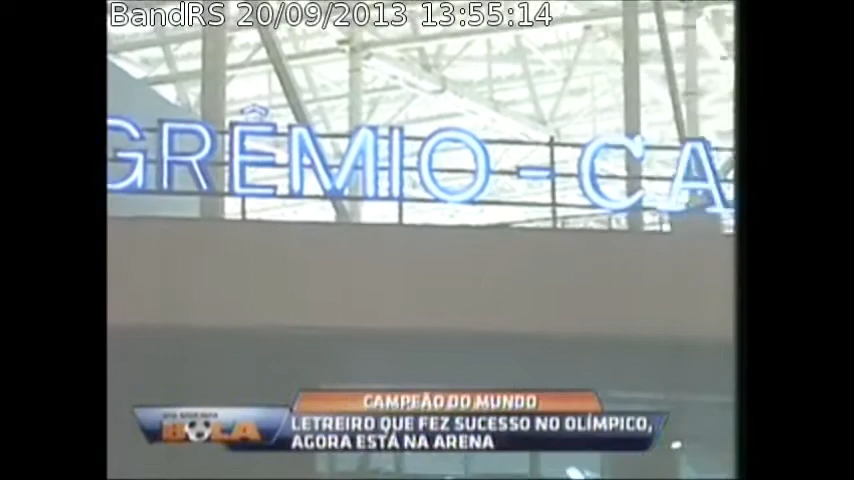 BandRS 20/09/2013 13:55:14
GRÊMIO - CA
CAMPEÃO DO MUNDO
BOLA
LETREIRO QUE FEZ SUCESSO NO OLÍMPICO,
AGORA ESTÁ NA ARENA